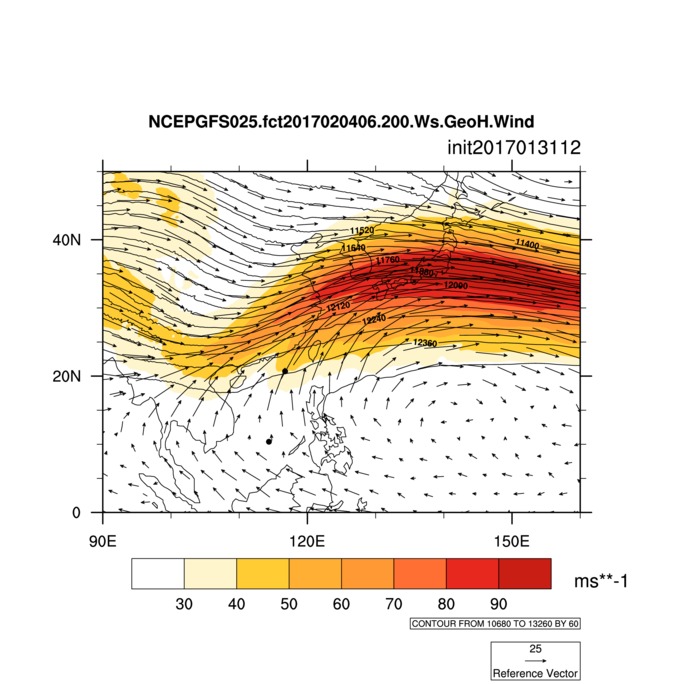 NCEPGFS025.fct2017020406.200.Ws.GeoH.Wind
init2017013112
40N
20N
0
11520
11640
11400
11760
11880
12000
12120
12240
12360
90E 120E 150E
30 40 50 60 70 80 90
ms**-1
CONTOUR FROM 10680 TO 13260 BY 60
25
Reference Vector